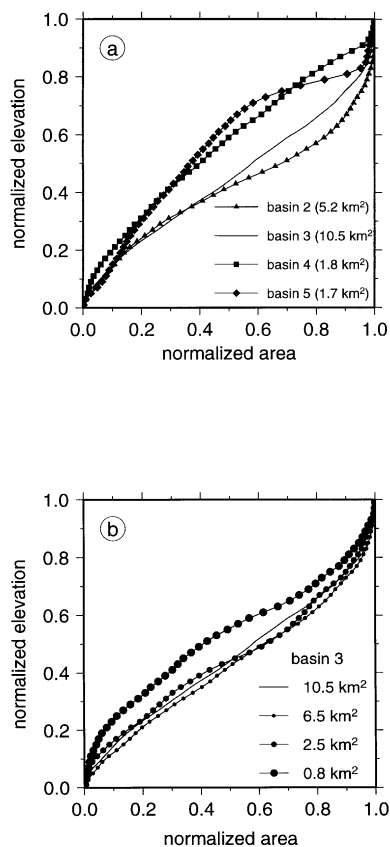 1.0
a
0.8
normalized elevation
0.6
0.4
basin 2 (5.2 km²)
basin 3 (10.5 km²
0.2
basin 4 (1.8 km²)
basin 5 (1.7 km²)
0.0
0.0 0.2 0.4 0.6 0.8 1.0
normalized area
1.0
b
0.8
normalized elevation
0.6
basin 3
0.4
10.5 km²
6.5 km²
0.2
2.5 km²
0.8 km²
0.0
0.0 0.2 0.4 0.6 0.8 1.0
normalized area